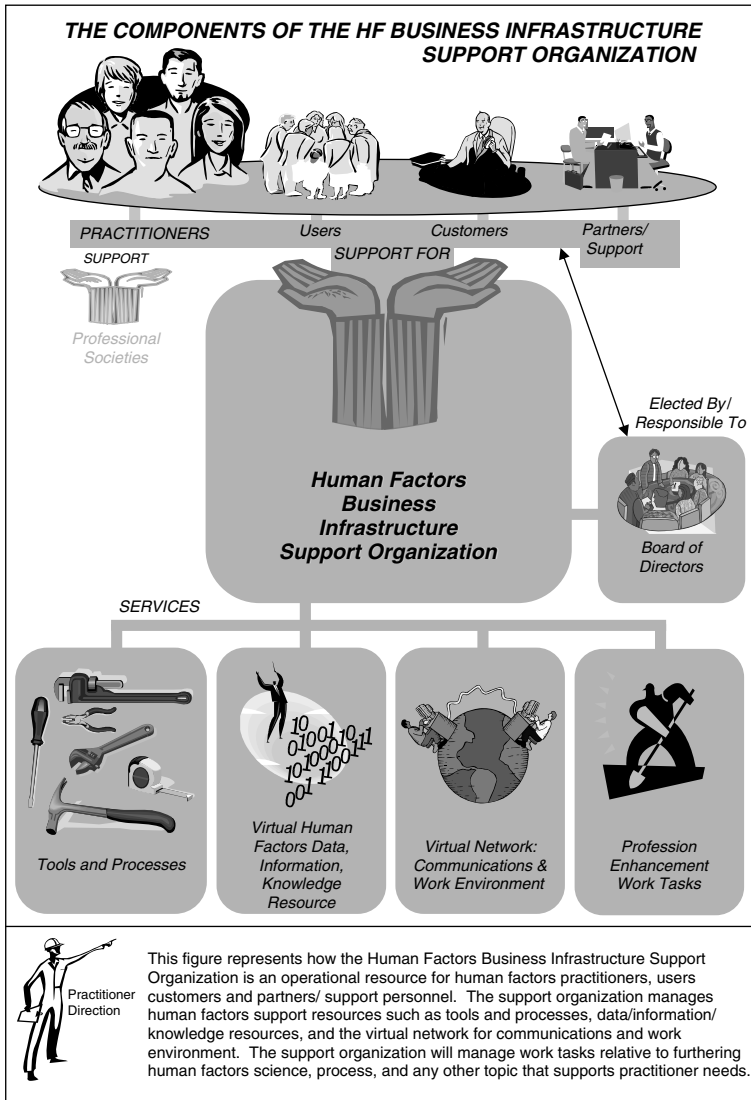 THE COMPONENTS OF THE HF BUSINESS INFRASTRUCTURE
SUPPORT ORGANIZATION
PRACTITIONERS
Users
Customers
Partners/
Support
SUPPORT
SUPPORT FOR
Professional
Societies
Elected By/
Responsible To
Human Factors
Business
Infrastructure
Support Organization
Board of
Directors
SERVICES
10
01001
10100010
001 1100111
Tools and Processes
Virtual Human
Factors Data,
Information,
Knowledge
Resource
Virtual Network:
Communications &
Work Environment
Profession
Enhancement
Work Tasks
Practitioner
Direction
This figure represents how the Human Factors Business Infrastructure Support
Organization is an operational resource for human factors practitioners, users
customers and partners/ support personnel. The support organization manages
human factors support resources such as tools and processes, data/information/
knowledge resources, and the virtual network for communications and work
environment. The support organization will manage work tasks relative to furthering
human factors science, process, and any other topic that supports practitioner needs.